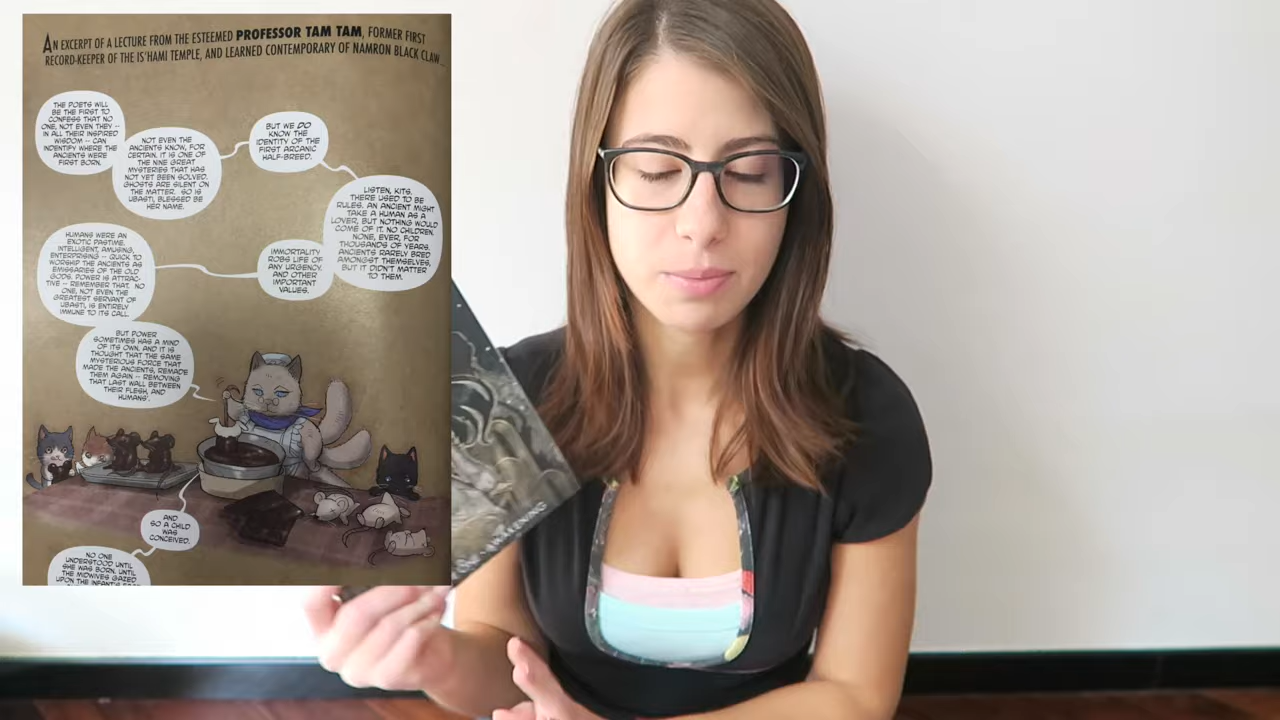 AN EXCERPT OF A LECTURE FROM THE ESTEEMED PROFESSOR TAM TAM, FORMER FIRST
RECORD-KEEPER OF THE IS'HAMI TEMPLE, AND LEARNED CONTEMPORARY OF NAMRON BLACK CLAW...
THE POETS WILL
BE THE FIRST TO
CONFESS THAT NO
ONE, NOT EVEN THEY --
IN ALL THEIR INSPIRED
WISDOM -- CAN
INDENTIFY WHERE THE
ANCIENTS WERE
FIRST BORN.
NOT EVEN THE
ANCIENTS KNOW, FOR
CERTAIN. IT IS ONE OF
THE NINE GREAT
MYSTERIES THAT HAS
NOT YET BEEN SOLVED.
GHOSTS ARE SILENT ON
THE MATTER. SO IS
UBASTI, BLESSED BE
HER NAME.
BUT WE DO
KNOW THE
IDENTITY OF THE
FIRST ARCANIC
HALF-BREED.
LISTEN, KITS.
THERE USED TO BE
RULES. AN ANCIENT MIGHT
TAKE A HUMAN AS A
LOVER, BUT NOTHING WOULD
COME OF IT. NO CHILDREN.
NONE, EVER, FOR
THOUSANDS OF YEARS.
ANCIENTS RARELY BRED
AMONGST THEMSELVES,
BUT IT DIDN'T MATTER
TO THEM.
IMMORTALITY
ROBS LIFE OF
ANY URGENCY.
AND OTHER
IMPORTANT
VALUES.
HUMANS WERE AN
EXOTIC PASTIME.
INTELLIGENT, AMUSING,
ENTERPRISING -- QUICK TO
WORSHIP THE ANCIENTS AS
EMISSARIES OF THE OLD
GODS. POWER IS ATTRAC-
TIVE -- REMEMBER THAT. NO
ONE, NOT EVEN THE
GREATEST SERVANT OF
UBASTI, IS ENTIRELY
IMMUNE TO ITS CALL.
BUT POWER
SOMETIMES HAS A MIND
OF ITS OWN. AND IT IS
THOUGHT THAT THE SAME
MYSTERIOUS FORCE THAT
MADE THE ANCIENTS, REMADE
THEM AGAIN -- REMOVING
THAT LAST WALL BETWEEN
THEIR FLESH, AND
HUMANS'.
AND
SO A CHILD
WAS
CONCEIVED.
NO ONE
UNDERSTOOD UNTIL
SHE WAS BORN. UNTIL
THE MIDWIVES GAZED
UPON THE INFANT'S
AWAKENING